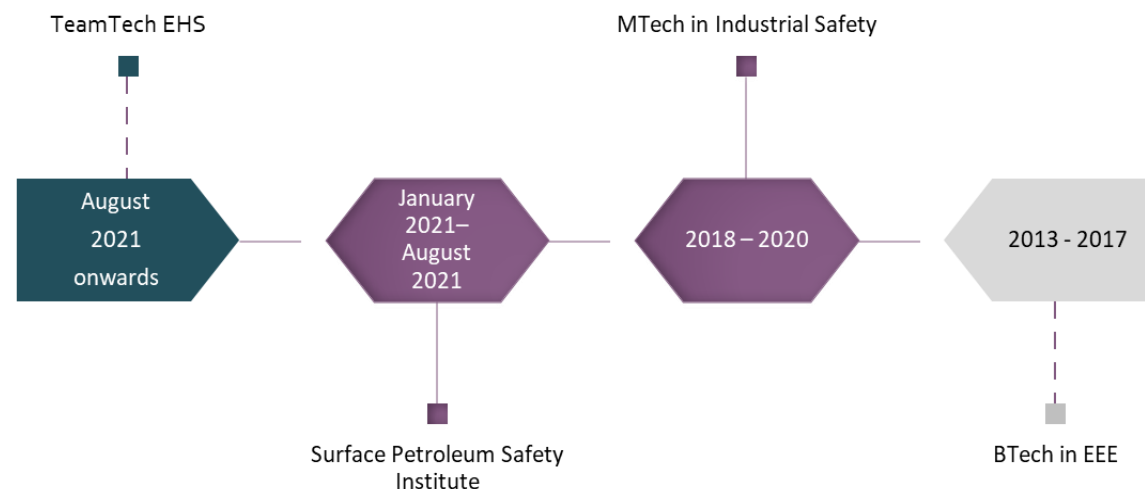 TeamTech EHS
MTech in Industrial Safety
August
2021
onwards
January
2021–
August
2021
2018 – 2020
2013 - 2017
Surface Petroleum Safety
Institute
BTech in EEE